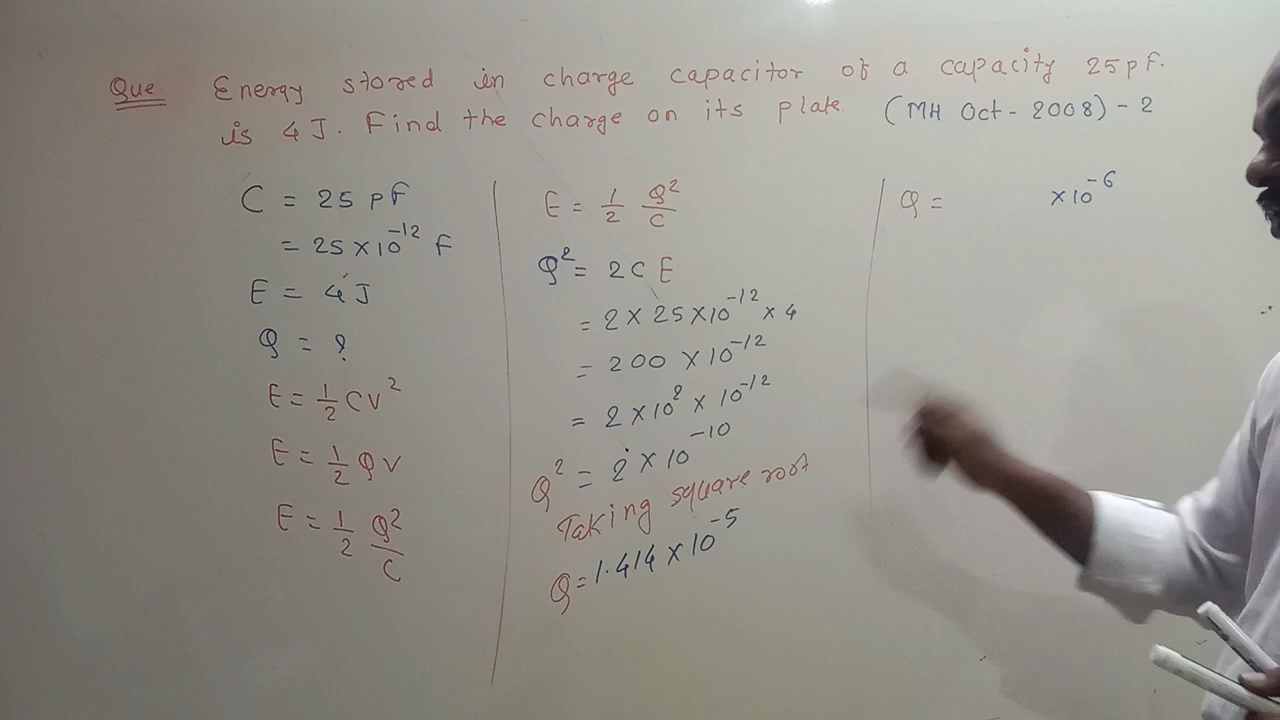 Que. Energy stored in charge capacitor of a capacity 25 pF.
is 4 J. Find the charge on its plate. (MH Oct - 2008) - 2
C = 25 pF
= 25 × 10⁻¹² F
E = 4 J
Q = ?
E = 1/2 CV²
E = 1/2 QV
E = 1/2 Q²/C
E = 1/2 Q²/C
Q² = 2 C E
= 2 × 25 × 10⁻¹² × 4
= 200 × 10⁻¹²
= 2 × 10² × 10⁻¹²
Q² = 2 × 10⁻¹⁰
Taking square root
Q = 1.414 × 10⁻⁵
Q = × 10⁻⁶